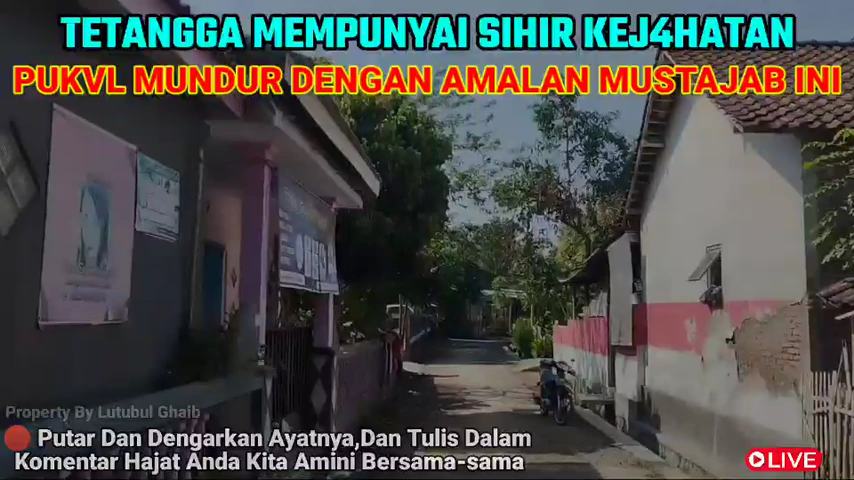 TETANGGA MEMPUNYAI SIHIR KEJ4HATAN
PUKVL MUNDUR DENGAN AMALAN MUSTAJAB INI
Property By Lutubul Ghaib
Putar Dan Dengarkan Ayatnya,Dan Tulis Dalam
Komentar Hajat Anda Kita Amini Bersama-sama
LIVE